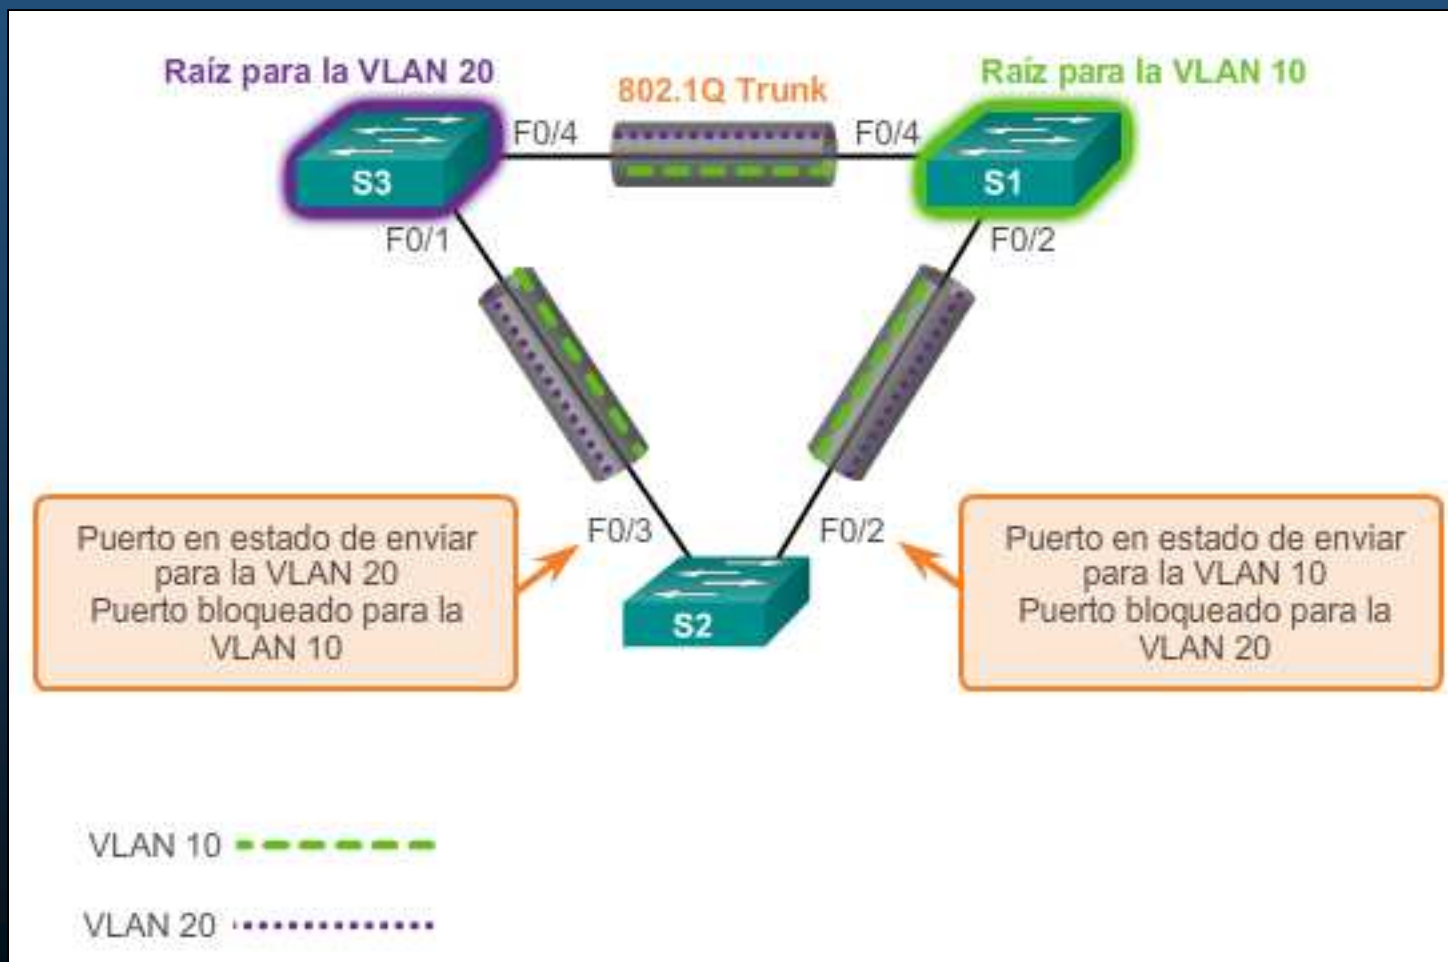 Raíz para la VLAN 20
802.1Q Trunk
Raíz para la VLAN 10
F0/4
F0/4
S3
S1
F0/1
F0/2
Puerto en estado de enviar
para la VLAN 20
Puerto bloqueado para la
VLAN 10
F0/3
F0/2
Puerto en estado de enviar
para la VLAN 10
Puerto bloqueado para la
VLAN 20
S2
VLAN 10
VLAN 20